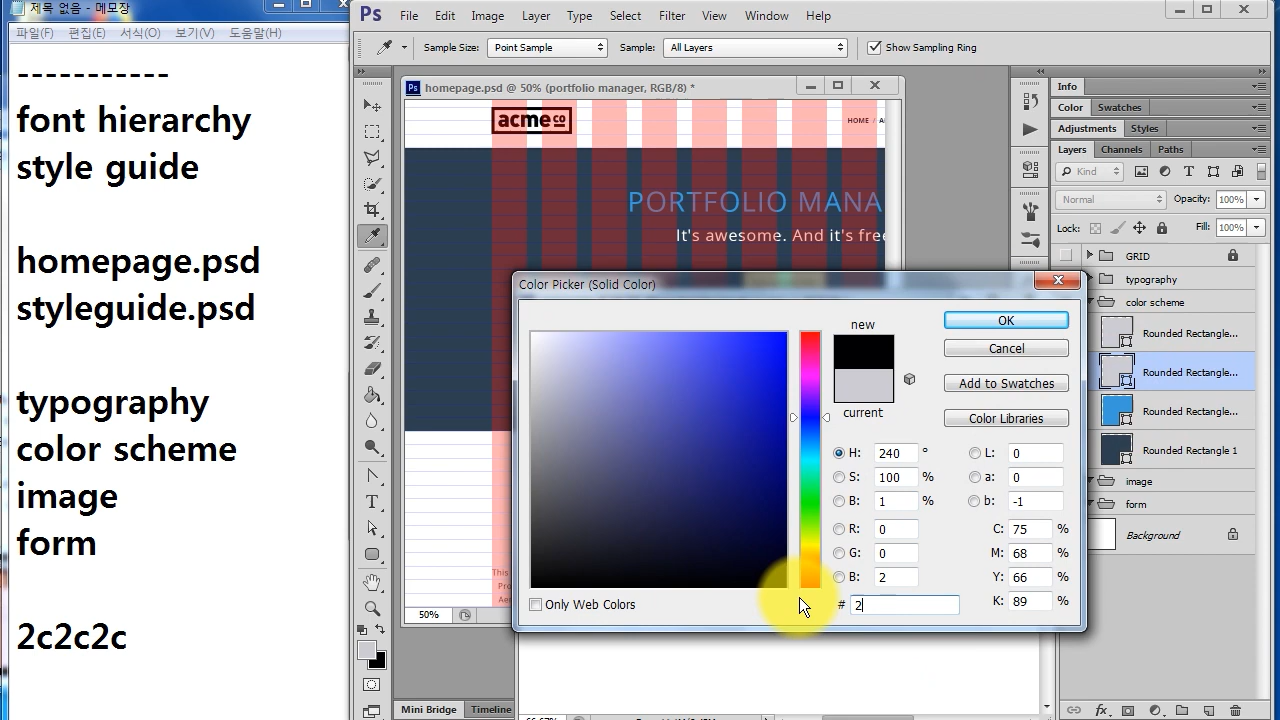 제목 없음 - 메모장
파일(F) 편집(E) 서식(O) 보기(V) 도움말(H)
-----------
font hierarchy
style guide
homepage.psd
styleguide.psd
typography
color scheme
image
form
2c2c2c
Ps File Edit Image Layer Type Select Filter View Window Help
Sample Size: Point Sample Sample: All Layers Show Sampling Ring
Ps homepage.psd @ 50% (portfolio manager, RGB/8) *
acme co
HOME /
PORTFOLIO MANA
It's awesome. And it's free
This
Pro
Aer
50%
Mini Bridge Timeline
Color Picker (Solid Color)
new
current
OK
Cancel
Add to Swatches
Color Libraries
H: 240 °
S: 100 %
B: 1 %
R: 0
G: 0
B: 2
# 2
L: 0
a: 0
b: -1
C: 75 %
M: 68 %
Y: 66 %
K: 89 %
Only Web Colors
Info
Color Swatches
Adjustments Styles
Layers Channels Paths
Kind
Normal Opacity: 100%
Lock: Fill: 100%
GRID
typography
color scheme
Rounded Rectangle...
Rounded Rectangle...
Rounded Rectangle...
Rounded Rectangle 1
image
form
Background
fx